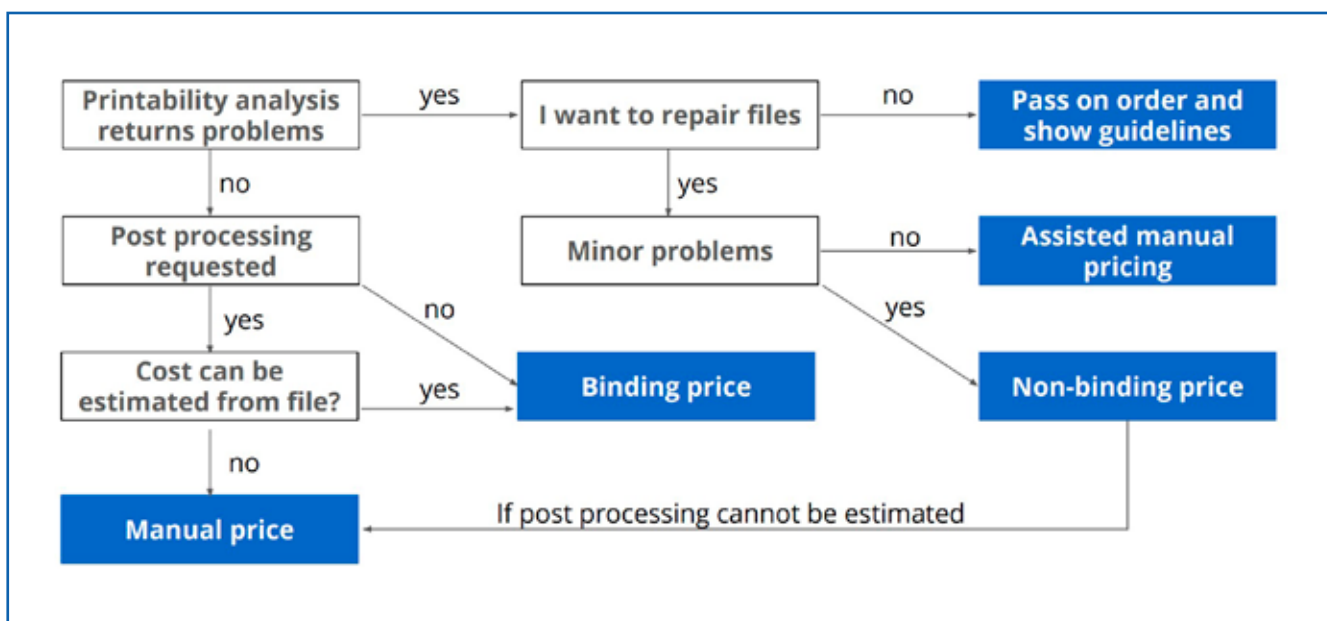 Printability analysis
returns problems
yes
I want to repair files
no
Pass on order and
show guidelines
no
yes
Post processing
requested
Minor problems
no
Assisted manual
pricing
yes
no
yes
Cost can be
estimated from file?
yes
Binding price
Non-binding price
no
Manual price
If post processing cannot be estimated